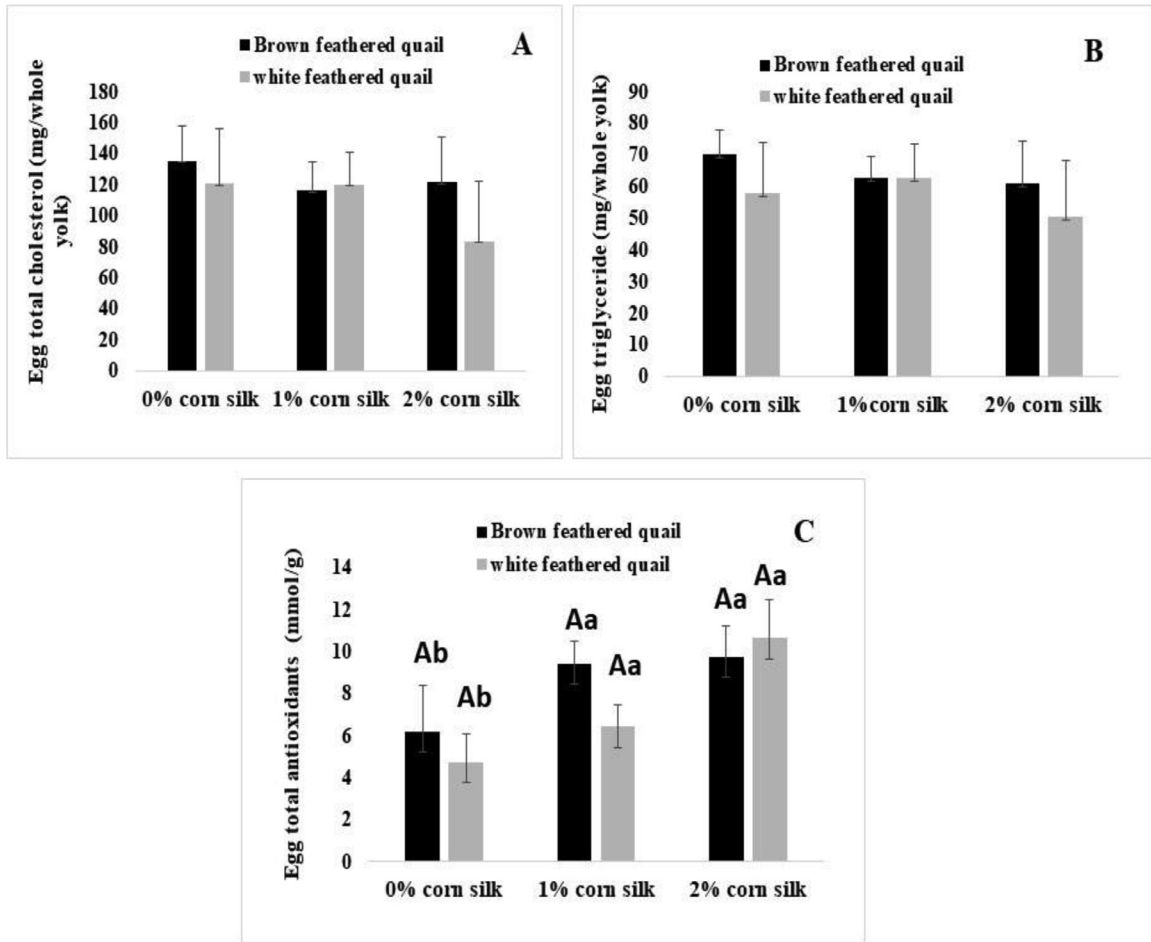 A
Brown feathered quail
white feathered quail
Egg total cholesterol (mg/whole
yolk)
180
160
140
120
100
80
60
40
20
0
0% corn silk 1% corn silk 2% corn silk
B
Brown feathered quail
white feathered quail
Egg triglyceride (mg/whole yolk)
90
80
70
60
50
40
30
20
10
0
0% corn silk 1%corn silk 2% corn silk
C
Brown feathered quail
white feathered quail
Egg total antioxidants (mmol/g)
14
12
10
8
6
4
2
0
Ab
Ab
Aa
Aa
Aa
Aa
0% corn silk 1% corn silk 2% corn silk